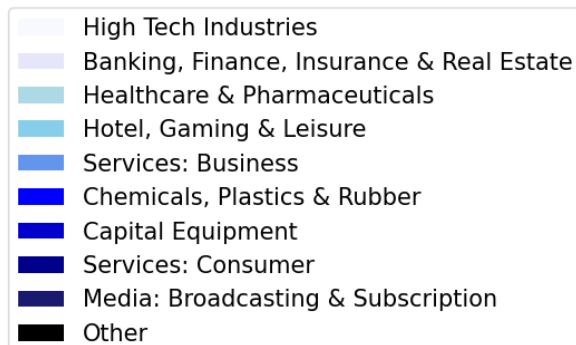 High Tech Industries
Banking, Finance, Insurance & Real Estate
Healthcare & Pharmaceuticals
Hotel, Gaming & Leisure
Services: Business
Chemicals, Plastics & Rubber
Capital Equipment
Services: Consumer
Media: Broadcasting & Subscription
Other